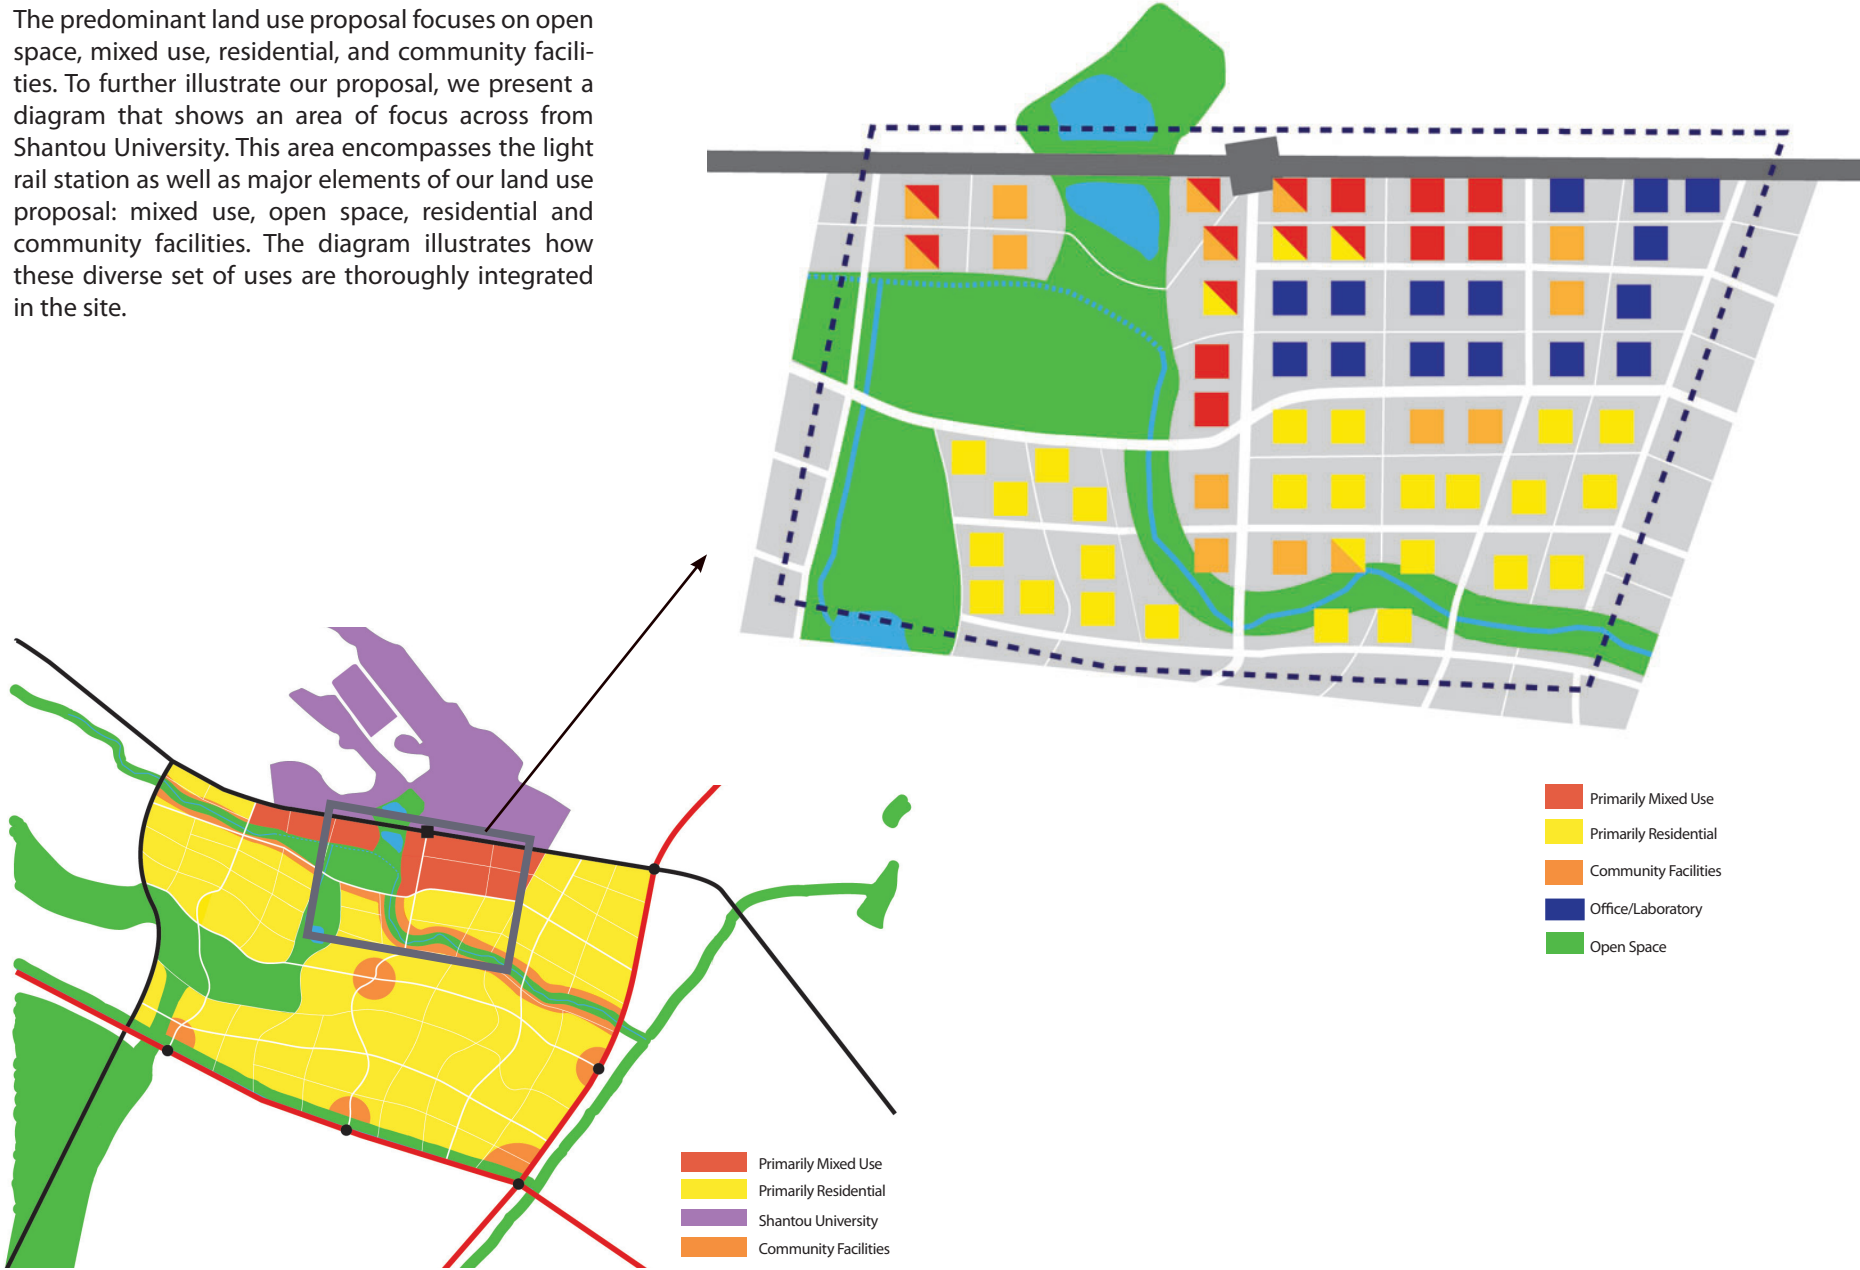 The predominant land use proposal focuses on open
space, mixed use, residential, and community facili-
ties. To further illustrate our proposal, we present a
diagram that shows an area of focus across from
Shantou University. This area encompasses the light
rail station as well as major elements of our land use
proposal: mixed use, open space, residential and
community facilities. The diagram illustrates how
these diverse set of uses are thoroughly integrated
in the site.
Primarily Mixed Use
Primarily Residential
Community Facilities
Office/Laboratory
Open Space
Primarily Mixed Use
Primarily Residential
Shantou University
Community Facilities